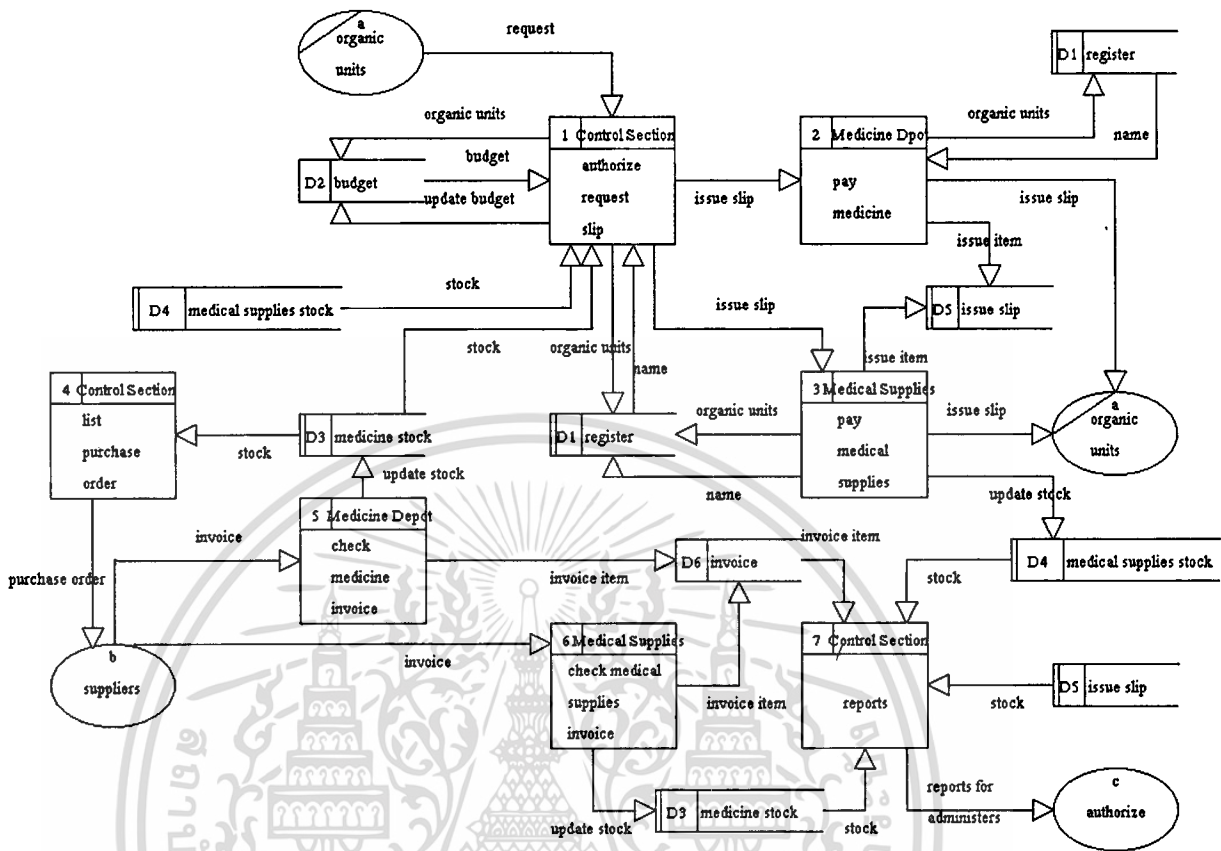 a
organic
units
request
D1 register
organic units
name
organic units
budget
D2 budget
update budget
1 Control Section
authorize
request
slip
issue slip
2 Medicine Dpot
pay
medicine
issue slip
issue item
D4 medical supplies stock
stock
stock
organic units
name
issue slip
D5 issue slip
issue item
4 Control Section
list
purchase
order
stock
D3 medicine stock
update stock
D1 register
organic units
name
3 Medical Supplies
pay
medical
supplies
issue slip
a
organic
units
update stock
5 Medicine Depot
check
medicine
invoice
invoice
purchase order
invoice item
D6 invoice
invoice item
stock
D4 medical supplies stock
b
suppliers
invoice
6 Medical Supplies
check medical
supplies
invoice
invoice item
7 Control Section
reports
stock
D5 issue slip
update stock
D3 medicine stock
stock
reports for
administers
c
authorize